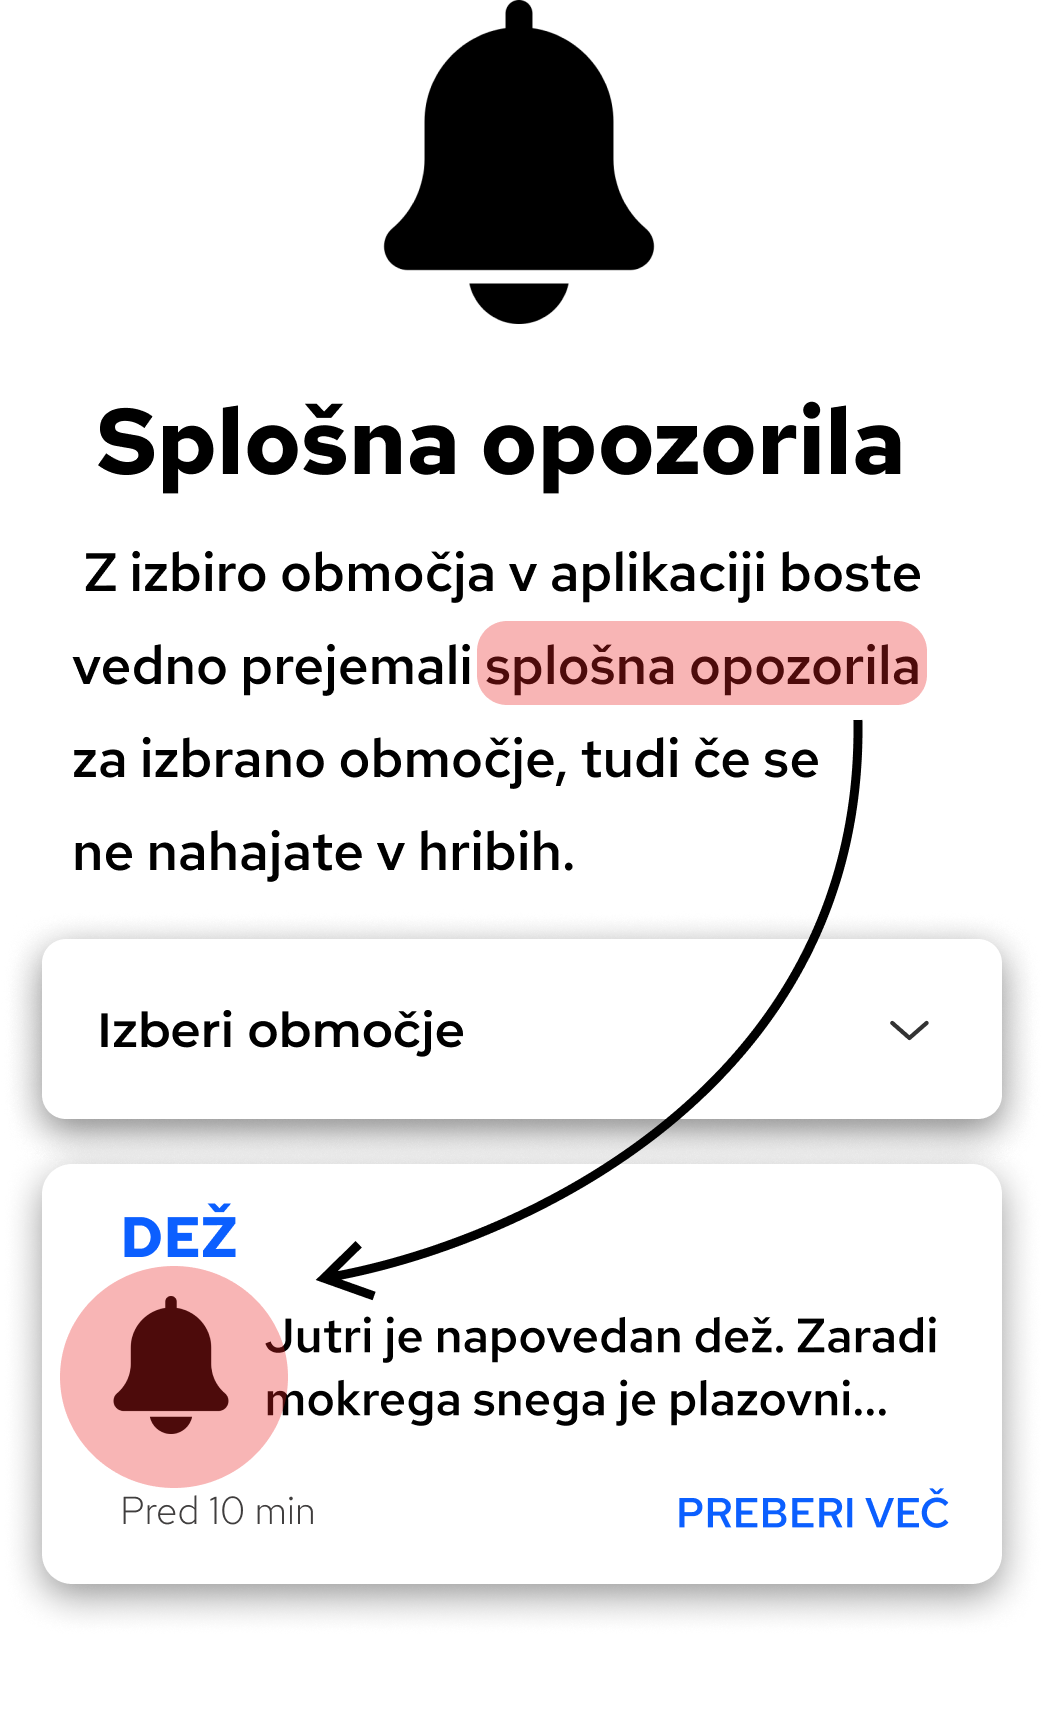 Splošna opozorila
Z izbiro območja v aplikaciji boste
vedno prejemali splošna opozorila
za izbrano območje, tudi če se
ne nahajate v hribih.
Izberi območje
DEŽ
Jutri je napovedan dež. Zaradi
mokrega snega je plazovni...
Pred 10 min
PREBERI VEČ